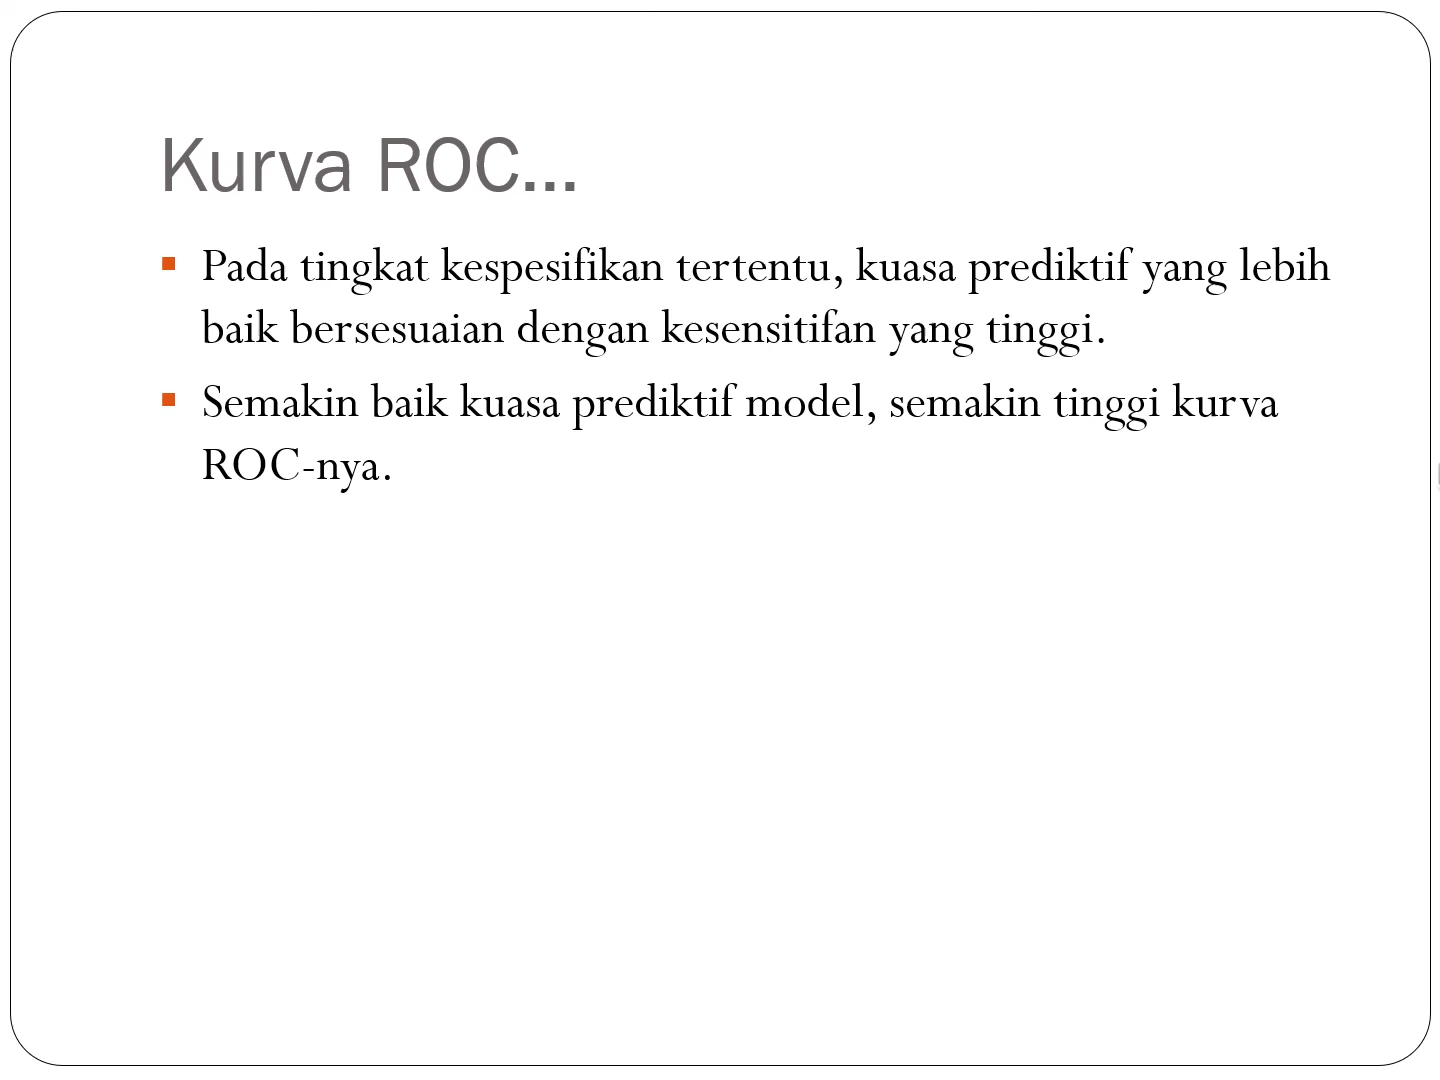 Kurva ROC...
▪ Pada tingkat kespesifikan tertentu, kuasa prediktif yang lebih
baik bersesuaian dengan kesensitifan yang tinggi.
▪ Semakin baik kuasa prediktif model, semakin tinggi kurva
ROC-nya.